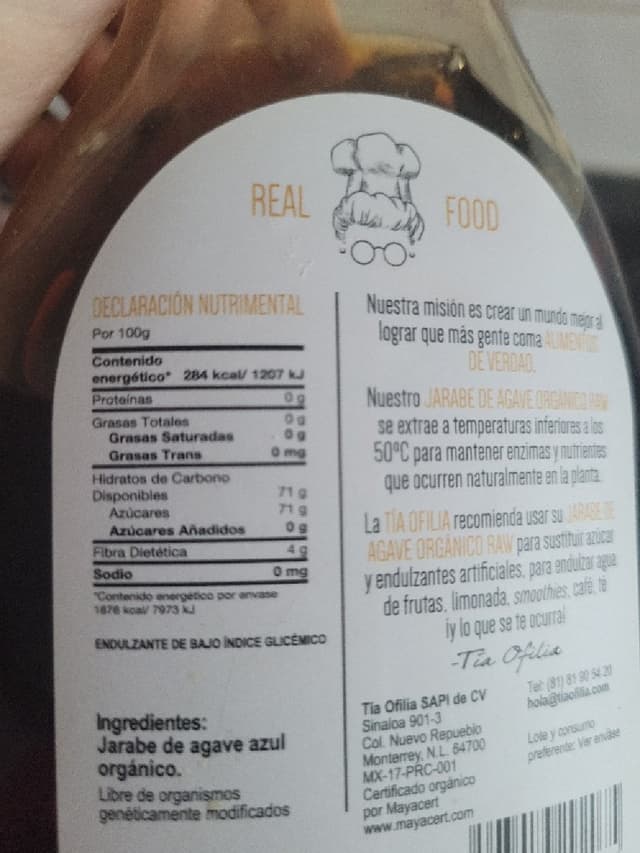 REAL FOOD
DECLARACIÓN NUTRIMENTAL
Por 100g
Contenido
energético* 284 kcal/ 1207 kJ
Proteínas 0 g
Grasas Totales 0 g
Grasas Saturadas 0 g
Grasas Trans 0 mg
Hidratos de Carbono
Disponibles 71 g
Azúcares 71 g
Azúcares Añadidos 0 g
Fibra Dietética 4 g
Sodio 0 mg
*Contenido energético por envase
1878 kcal/ 7973 kJ
ENDULZANTE DE BAJO ÍNDICE GLICÉMICO
Ingredientes:
Jarabe de agave azul
orgánico.
Libre de organismos
genéticamente modificados
Nuestra misión es crear un mundo mejor al
lograr que más gente coma ALIMENTOS
DE VERDAD.
Nuestro JARABE DE AGAVE ORGÁNICO RAW
se extrae a temperaturas inferiores a los
50ºC para mantener enzimas y nutrientes
que ocurren naturalmente en la planta.
La TÍA OFILIA recomienda usar su JARABE DE
AGAVE ORGÁNICO RAW para sustituir azúcar
y endulzantes artificiales, para endulzar agua
de frutas, limonada, smoothies, café, té
¡y lo que se te ocurra!
-Tía Ofilia
Tía Ofilia SAPI de CV
Sinaloa 901-3
Col. Nuevo Repueblo
Monterrey, N.L. 64700
MX-17-PRC-001
Certificado orgánico
por Mayacert
www.mayacert.com
Tel: (81) 81 90 54 20
hola@tiaofilia.com
Lote y consumo
preferente: Ver envase